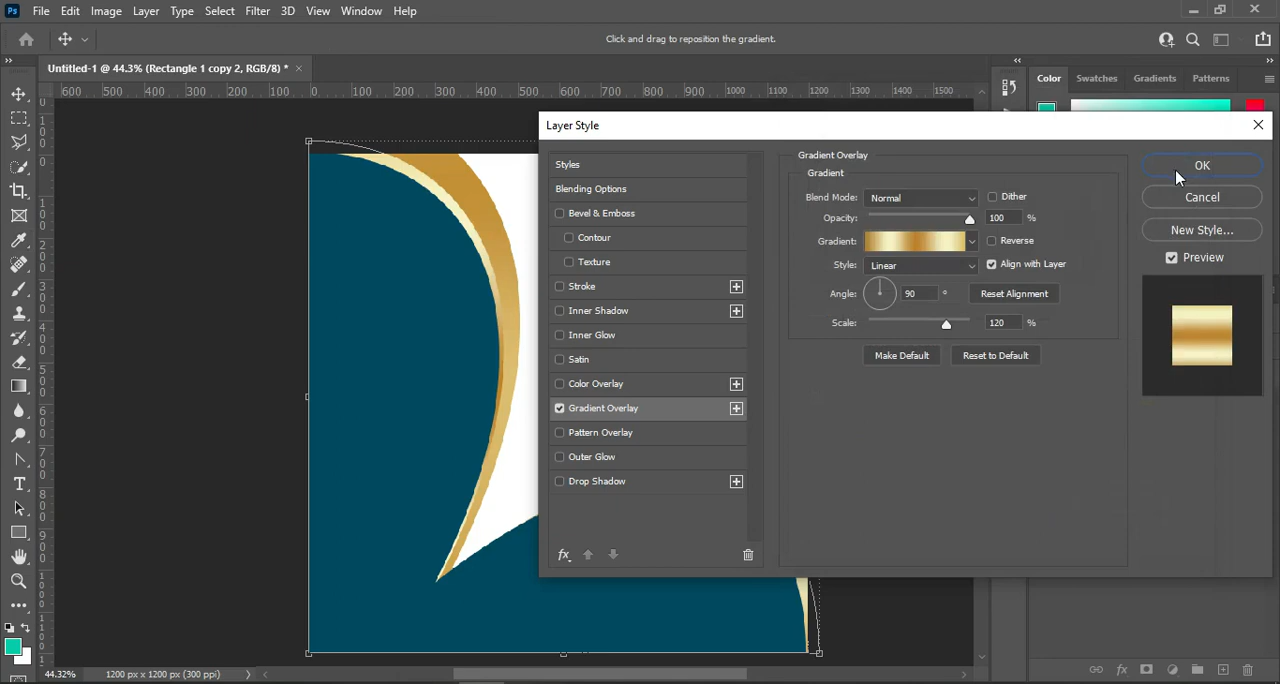 Ps File Edit Image Layer Type Select Filter 3D View Window Help
Click and drag to reposition the gradient.
Untitled-1 @ 44.3% (Rectangle 1 copy 2, RGB/8) * ×
Color Swatches Gradients Patterns
600 500 400 300 200 100 0 100 200 300 400 500 600 700 800 900 1000 1100 1200 1300 1400 1500
Layer Style
Styles
Blending Options
Bevel & Emboss
Contour
Texture
Stroke
Inner Shadow
Inner Glow
Satin
Color Overlay
Gradient Overlay
Pattern Overlay
Outer Glow
Drop Shadow
fx
Gradient Overlay
Gradient
Blend Mode: Normal Dither
Opacity: 100 %
Gradient: Reverse
Style: Linear Align with Layer
Angle: 90 ° Reset Alignment
Scale: 120 %
Make Default Reset to Default
OK
Cancel
New Style...
Preview
44.32% 1200 px x 1200 px (300 ppi)
fx